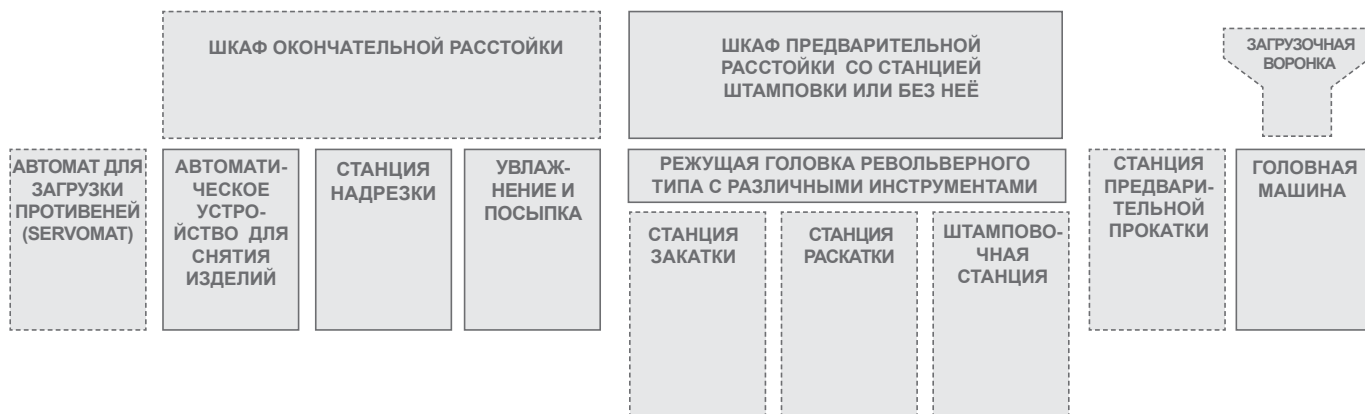 ШКАФ ОКОНЧАТЕЛЬНОЙ РАССТОЙКИ
ШКАФ ПРЕДВАРИТЕЛЬНОЙ
РАССТОЙКИ СО СТАНЦИЕЙ
ШТАМПОВКИ ИЛИ БЕЗ НЕЁ
ЗАГРУЗОЧНАЯ
ВОРОНКА
АВТОМАТ ДЛЯ
ЗАГРУЗКИ
ПРОТИВЕНЕЙ
(SERVOMAT)
АВТОМАТИ-
ЧЕСКОЕ
УСТРО-
ЙСТВО ДЛЯ
СНЯТИЯ
ИЗДЕЛИЙ
СТАНЦИЯ
НАДРЕЗКИ
УВЛАЖ-
НЕНИЕ И
ПОСЫПКА
РЕЖУЩАЯ ГОЛОВКА РЕВОЛЬВЕРНОГО
ТИПА С РАЗЛИЧНЫМИ ИНСТРУМЕНТАМИ
СТАНЦИЯ
ЗАКАТКИ
СТАНЦИЯ
РАСКАТКИ
ШТАМПОВО-
ЧНАЯ
СТАНЦИЯ
СТАНЦИЯ
ПРЕДВАРИ-
ТЕЛЬНОЙ
ПРОКАТКИ
ГОЛОВНАЯ
МАШИНА